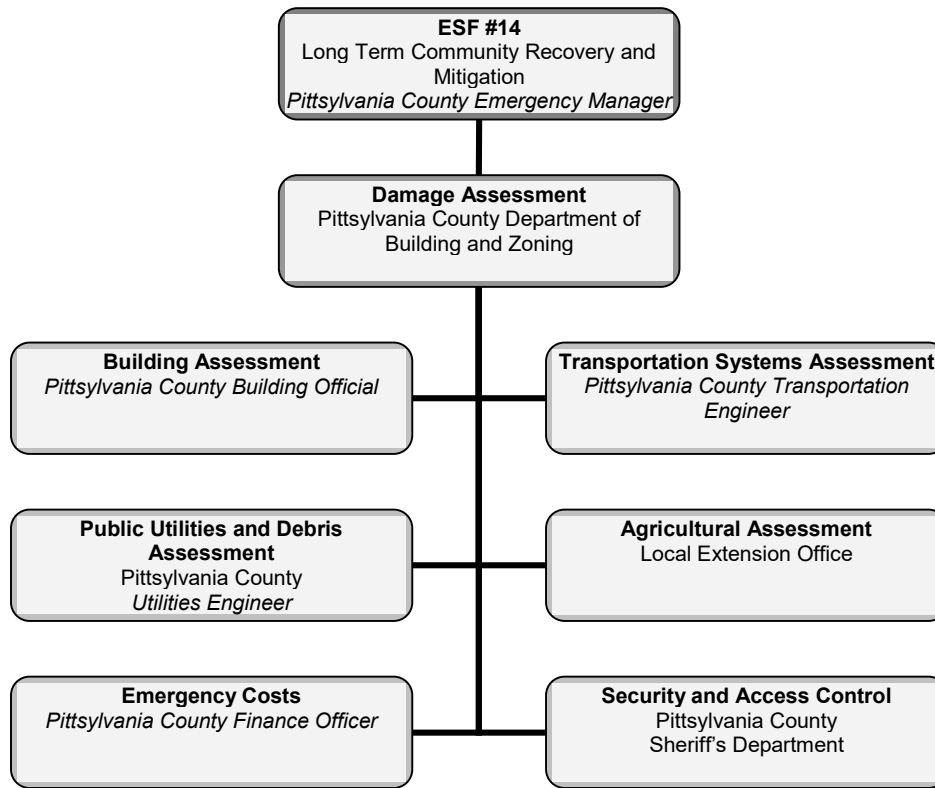 ESF #14
Long Term Community Recovery and
Mitigation
Pittsylvania County Emergency Manager
Damage Assessment
Pittsylvania County Department of
Building and Zoning
Building Assessment
Pittsylvania County Building Official
Transportation Systems Assessment
Pittsylvania County Transportation
Engineer
Public Utilities and Debris
Assessment
Pittsylvania County
Utilities Engineer
Agricultural Assessment
Local Extension Office
Emergency Costs
Pittsylvania County Finance Officer
Security and Access Control
Pittsylvania County
Sheriff’s Department